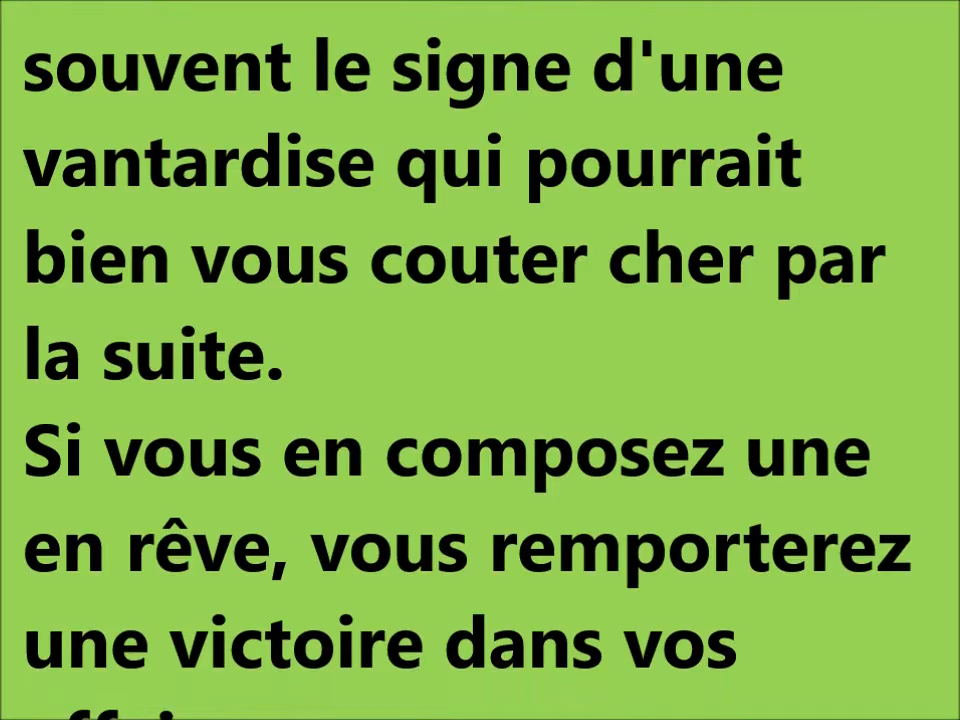 souvent le signe d'une
vantardise qui pourrait
bien vous couter cher par
la suite.
Si vous en composez une
en rêve, vous remporterez
une victoire dans vos